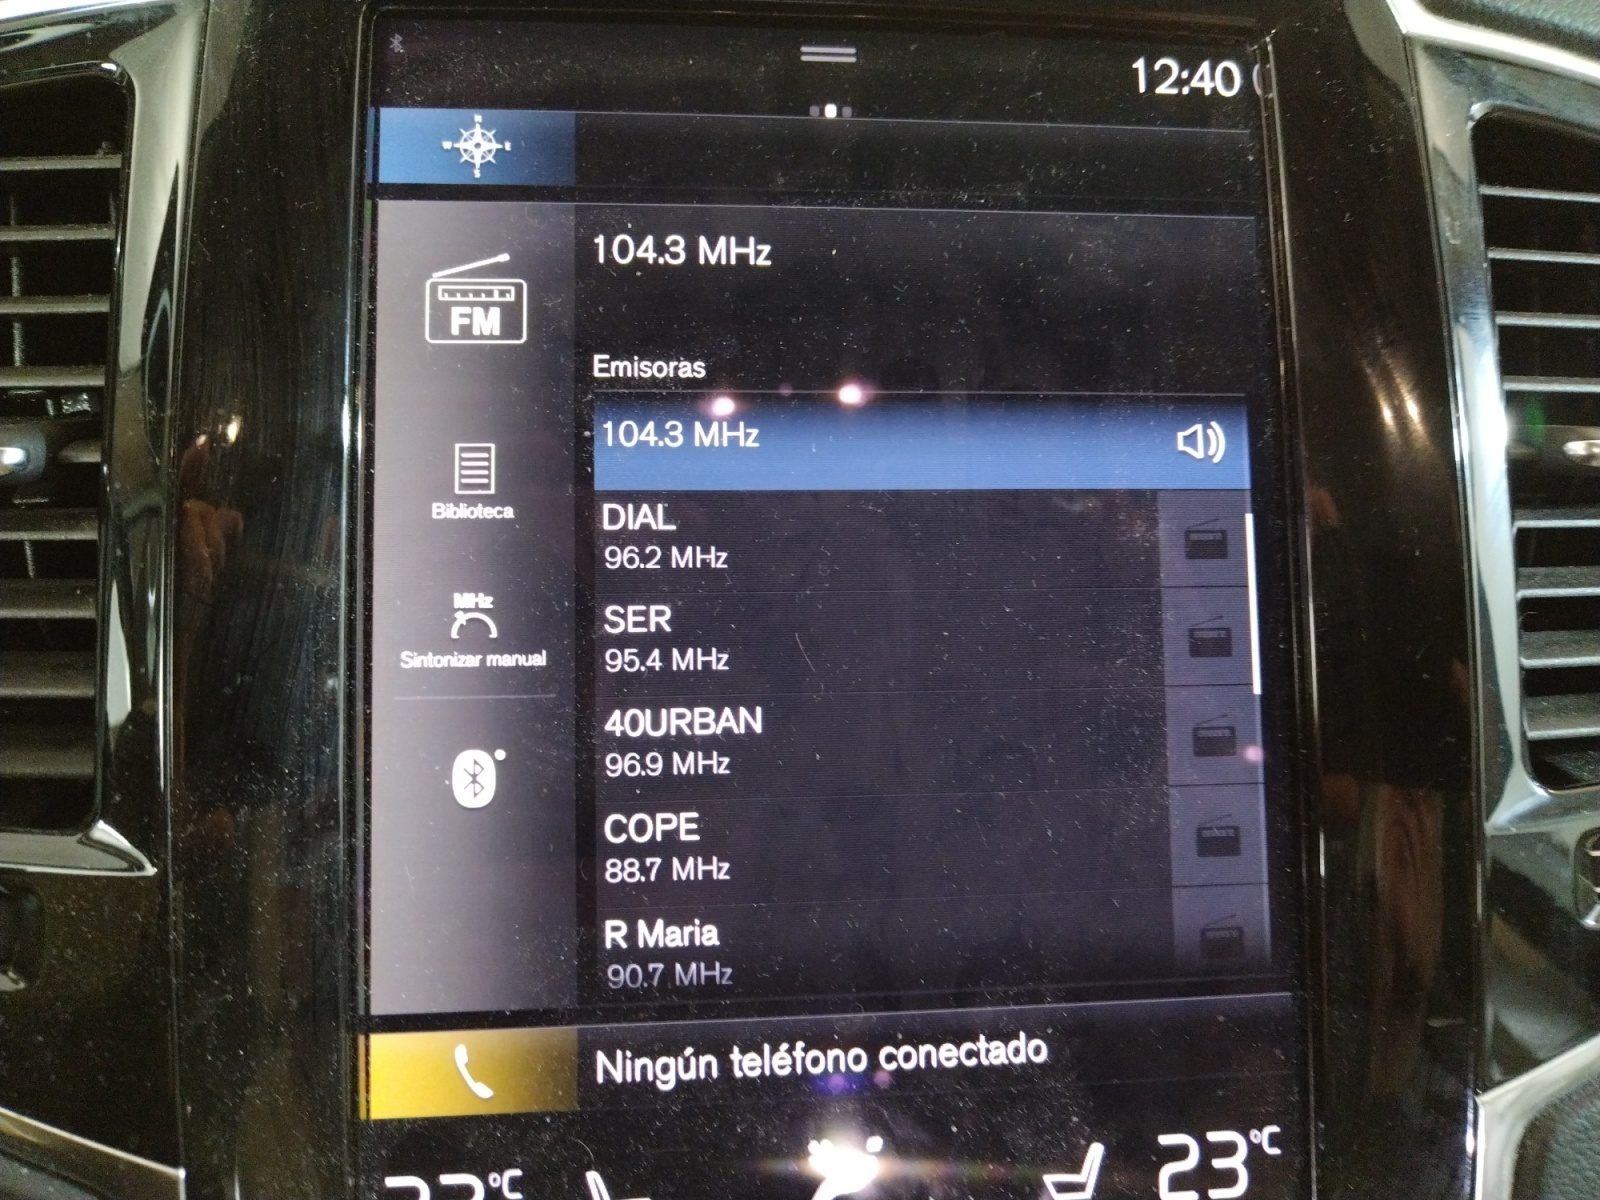 12:40
N
W E
S
104.3 MHz
FM
Emisoras
104.3 MHz
Biblioteca
DIAL
96.2 MHz
MHz
SER
Sintonizar manual
95.4 MHz
40URBAN
96.9 MHz
COPE
88.7 MHz
R Maria
90.7 MHz
Ningún teléfono conectado
23°C